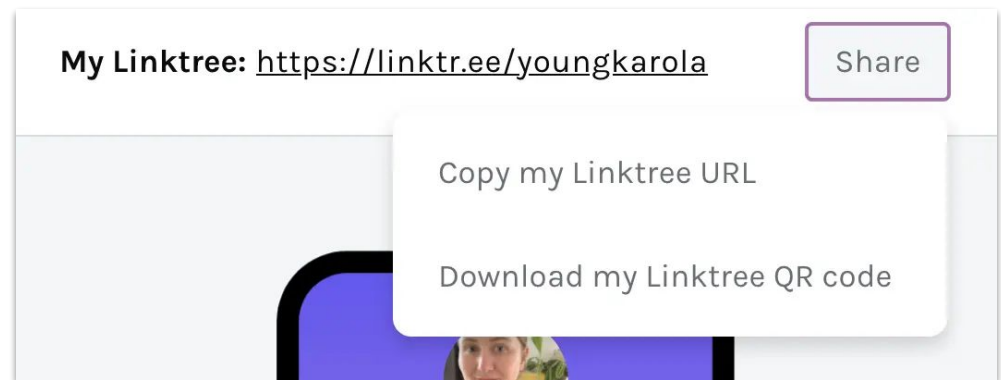 My Linktree: https://linktr.ee/youngkarola
Share
Copy my Linktree URL
Download my Linktree QR code